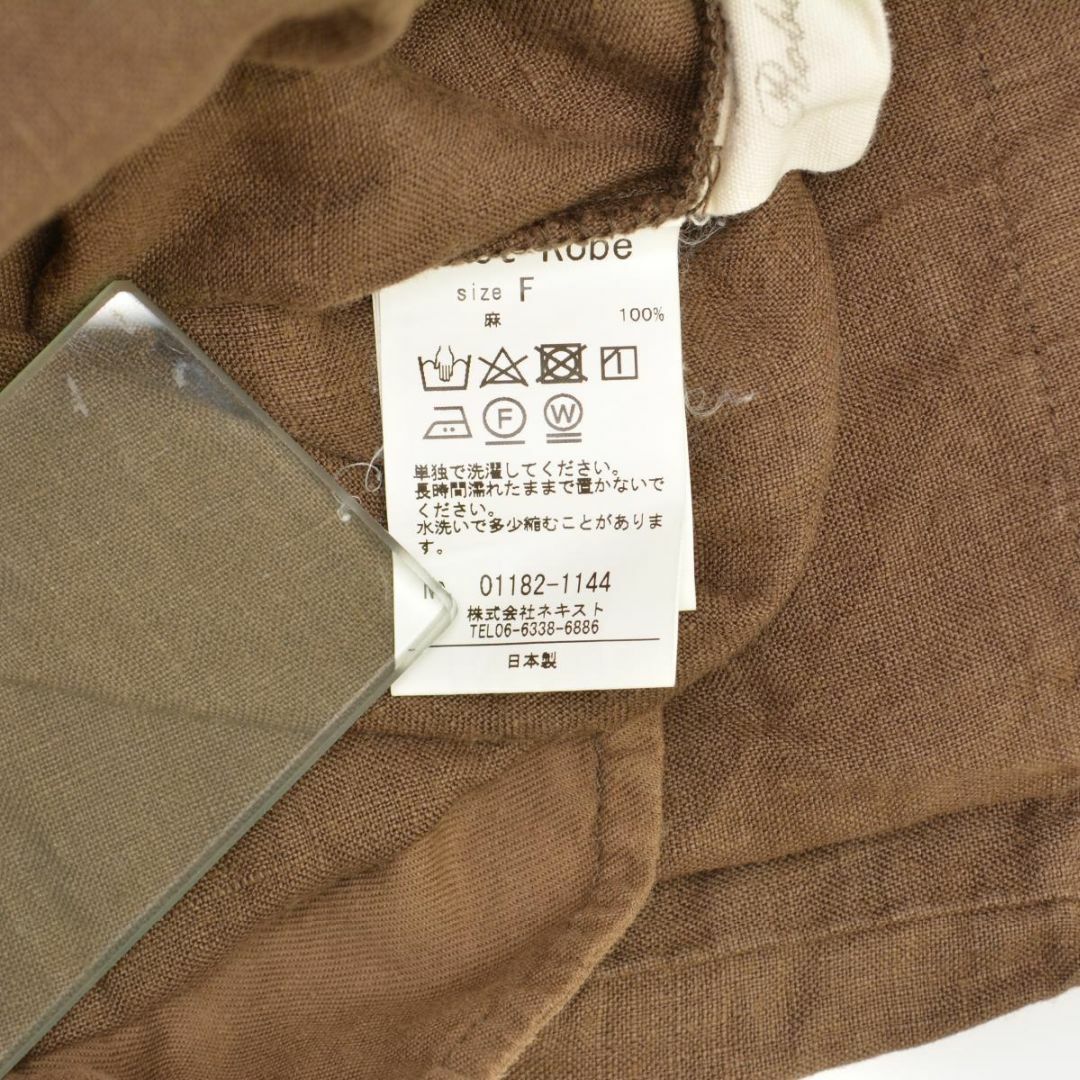 Robe
size F
麻 100%
F W
単独で洗濯してください。
長時間濡れたままで置かないで
ください。
水洗いで多少縮むことがありま
す。
01182-1144
株式会社ネキスト
TEL06-6338-6886
日本製